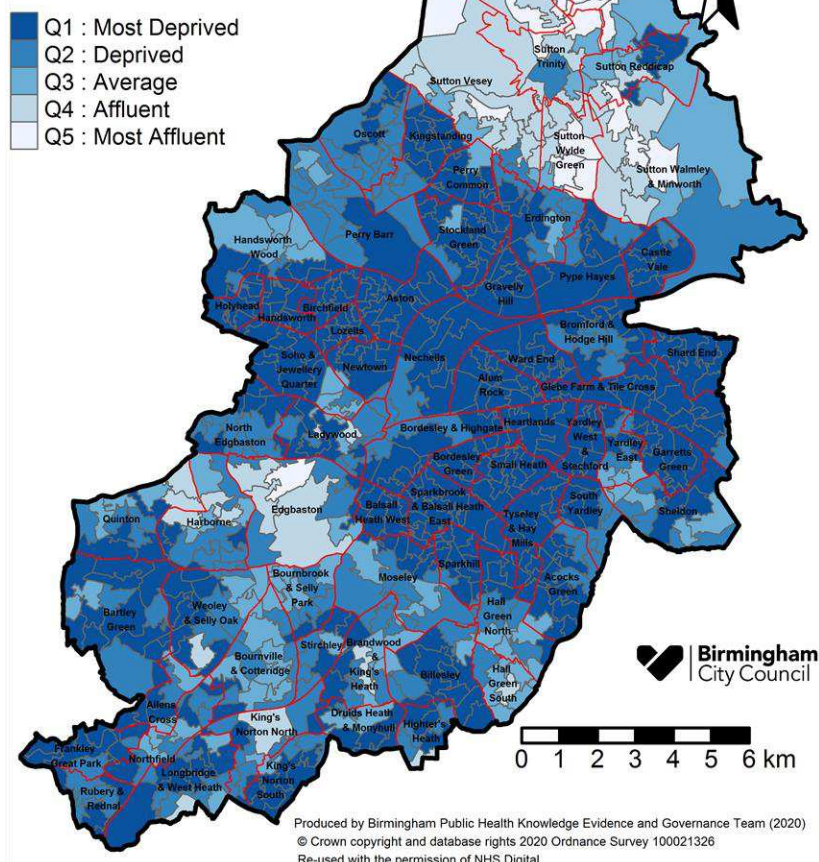 Q1 : Most Deprived
Q2 : Deprived
Q3 : Average
Q4 : Affluent
Q5 : Most Affluent
Sutton
Trinity
Sutton Reddicap
Sutton Vesey
Oscott
Kingstanding
Sutton
Wylde
Green
Sutton Walmley
& Minworth
Perry
Common
Erdington
Stockland
Green
Perry Barr
Handsworth
Wood
Castle
Vale
Pype Hayes
Gravelly
Hill
Aston
Holyhead
Birchfield
Handsworth
Lozells
Bromford &
Hodge Hill
Shard End
Soho &
Jewellery
Quarter
Newtown
Nechells
Ward End
Alum
Rock
Glebe Farm & Tile Cross
North
Edgbaston
Ladywood
Bordesley & Highgate
Heartlands
Yardley
West
&
Stechford
Yardley
East
Garretts
Green
Bordesley
Green
Small Heath
Quinton
Harborne
Edgbaston
Balsall
Heath West
Sparkbrook
& Balsall Heath
East
Tyseley
& Hay
Mills
South
Yardley
Sheldon
Bournbrook
& Selly
Park
Moseley
Sparkhill
Acocks
Green
Bartley
Green
Weoley
& Selly Oak
Hall
Green
North
Bournville
& Cotteridge
Stirchley
Brandwood
&
King's
Heath
Billesley
Hall
Green
South
Birmingham
City Council
Allens
Cross
King's
Norton North
Druids Heath
& Monyhull
Highter's
Heath
Frankley
Great Park
Northfield
Longbridge
& West Heath
King's
Norton
South
Rubery &
Rednal
0 1 2 3 4 5 6 km
Produced by Birmingham Public Health Knowledge Evidence and Governance Team (2020)
© Crown copyright and database rights 2020 Ordnance Survey 100021326
Re-used with the permission of NHS Digital